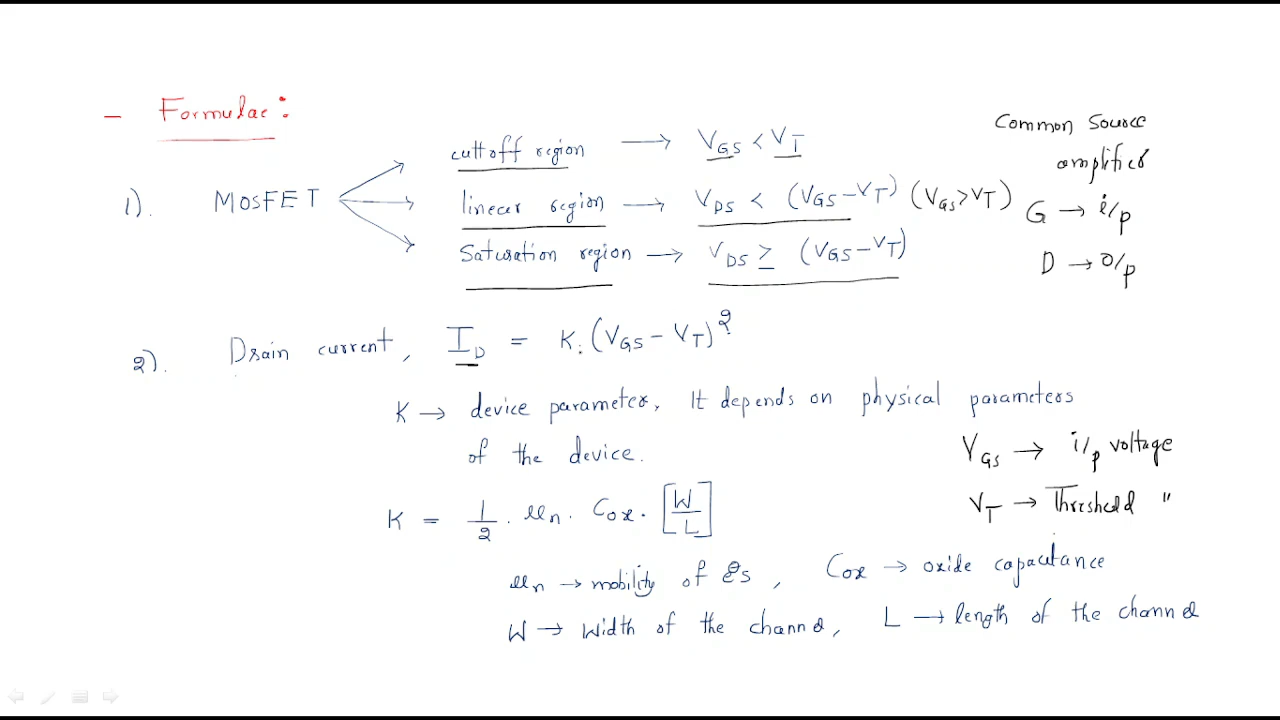 - Formulae:
Common Source
amplifier
G → i/p
D → o/p
1). MOSFET
cuttoff region → VGS < VT
linear region → VDS < (VGS - VT) (VGS > VT)
Saturation region → VDS ≥ (VGS - VT)
2). Drain current, ID = K.(VGS - VT)²
K → device parameter, It depends on physical parameters
of the device.
VGS → i/p voltage
VT → Threshold "
K = 1/2 . μn . Cox . [W/L]
μn → mobility of e̅s, Cox → oxide capacitance
W → Width of the channel, L → length of the channel